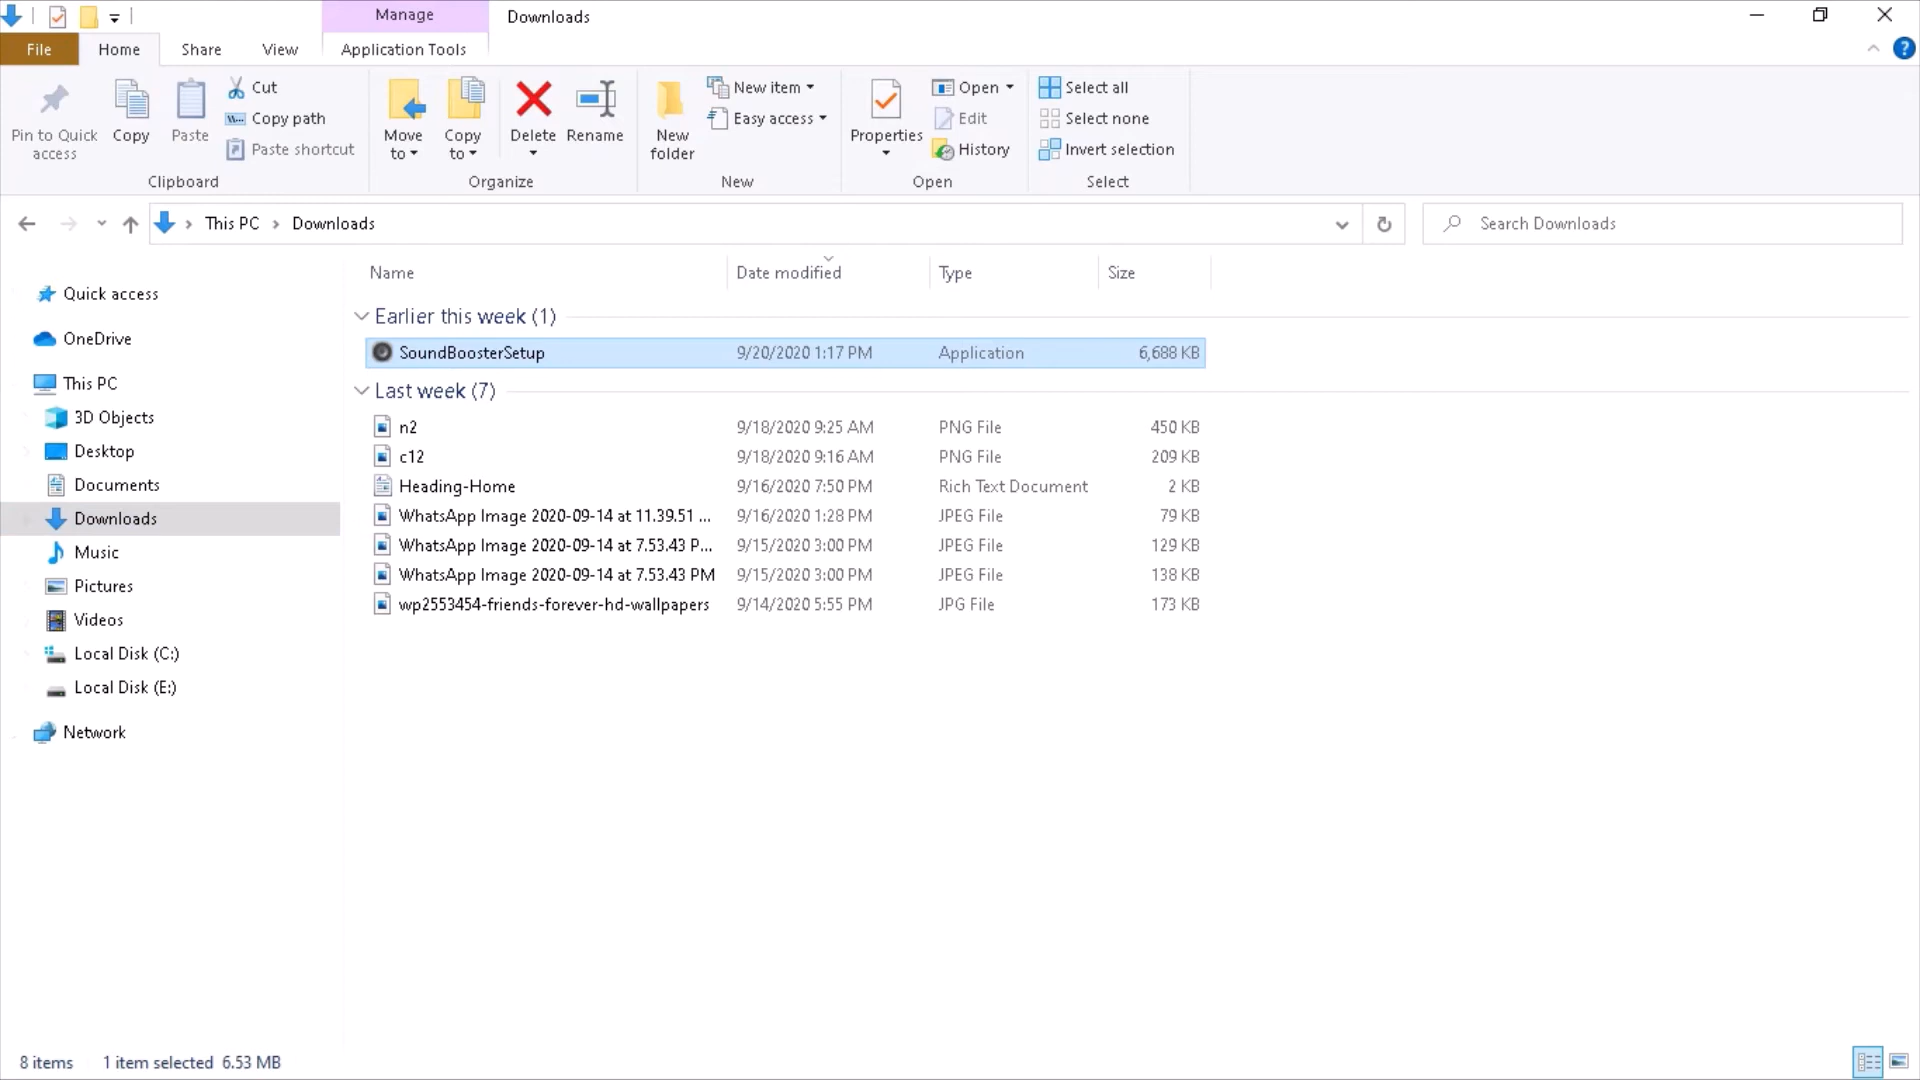 Manage
Downloads
File
Home
Share
View
Application Tools
Pin to Quick access
Copy
Paste
Cut
Copy path
Paste shortcut
Move to
Copy to
Delete
Rename
New folder
New item
Easy access
Properties
Open
Edit
History
Select all
Select none
Invert selection
Clipboard
Organize
New
Open
Select
This PC
Downloads
Search Downloads
Name
Date modified
Type
Size
Quick access
OneDrive
This PC
3D Objects
Desktop
Documents
Downloads
Music
Pictures
Videos
Local Disk (C:)
Local Disk (E:)
Network
Earlier this week (1)
SoundBoosterSetup 9/20/2020 1:17 PM Application 6,688 KB
Last week (7)
n2 9/18/2020 9:25 AM PNG File 450 KB
c12 9/18/2020 9:16 AM PNG File 209 KB
Heading-Home 9/16/2020 7:50 PM Rich Text Document 2 KB
WhatsApp Image 2020-09-14 at 11.39.51 ... 9/16/2020 1:28 PM JPEG File 79 KB
WhatsApp Image 2020-09-14 at 7.53.43 P... 9/15/2020 3:00 PM JPEG File 129 KB
WhatsApp Image 2020-09-14 at 7.53.43 PM 9/15/2020 3:00 PM JPEG File 138 KB
wp2553454-friends-forever-hd-wallpapers 9/14/2020 5:55 PM JPG File 173 KB
8 items 1 item selected 6.53 MB